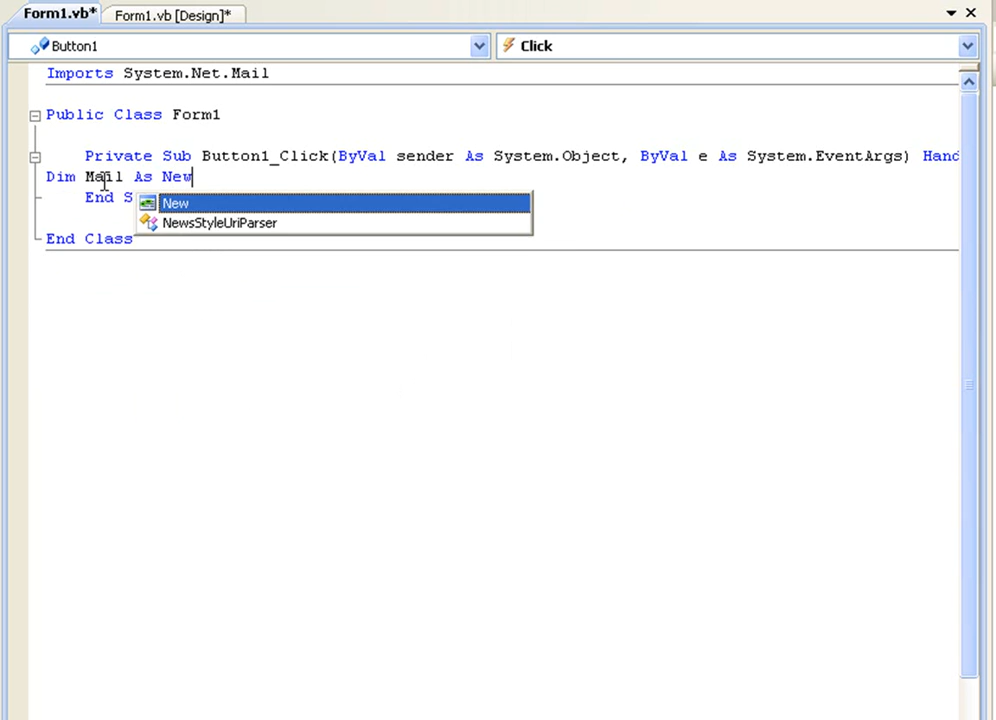 Form1.vb* Form1.vb [Design]*
Button1 Click
Imports System.Net.Mail
Public Class Form1
Private Sub Button1_Click(ByVal sender As System.Object, ByVal e As System.EventArgs) Hand
Dim Mail As New
End S
New
NewsStyleUriParser
End Class